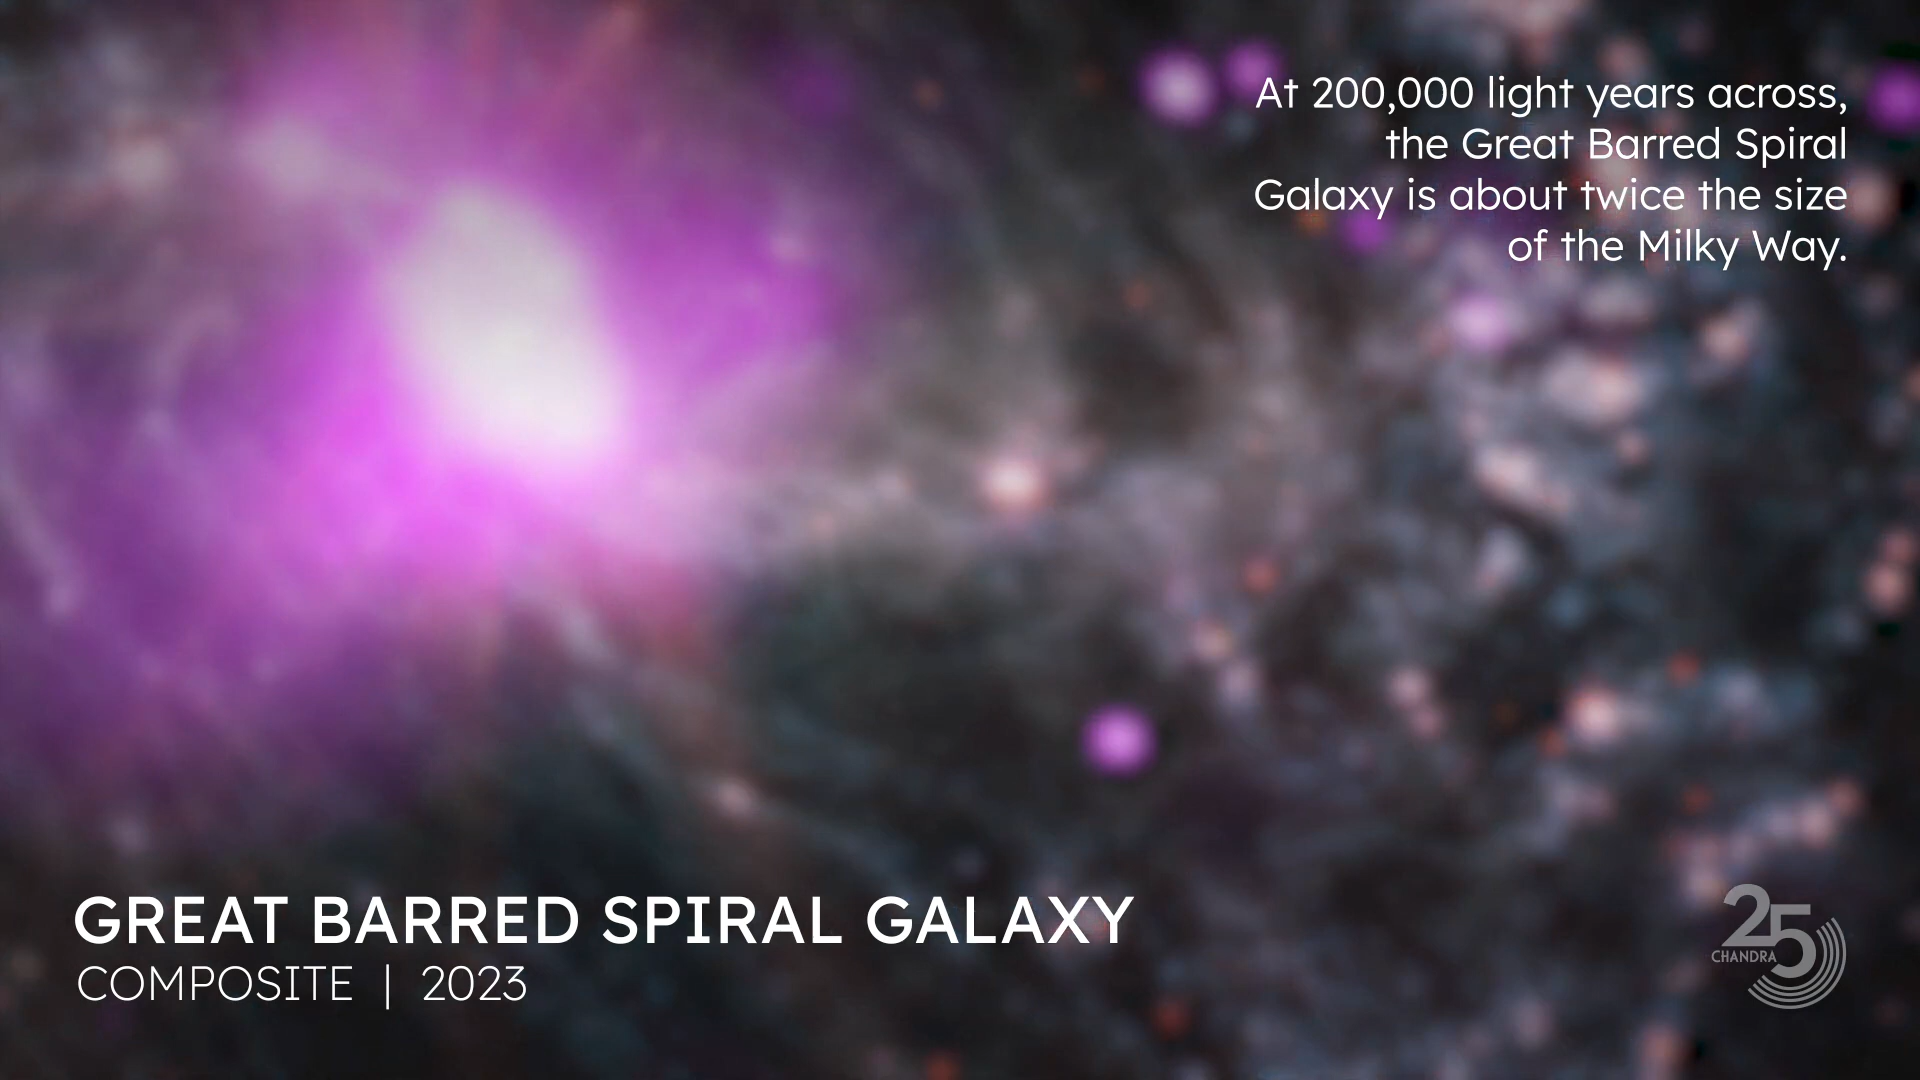 At 200,000 light years across,
the Great Barred Spiral
Galaxy is about twice the size
of the Milky Way.
GREAT BARRED SPIRAL GALAXY
COMPOSITE | 2023
25
CHANDRA